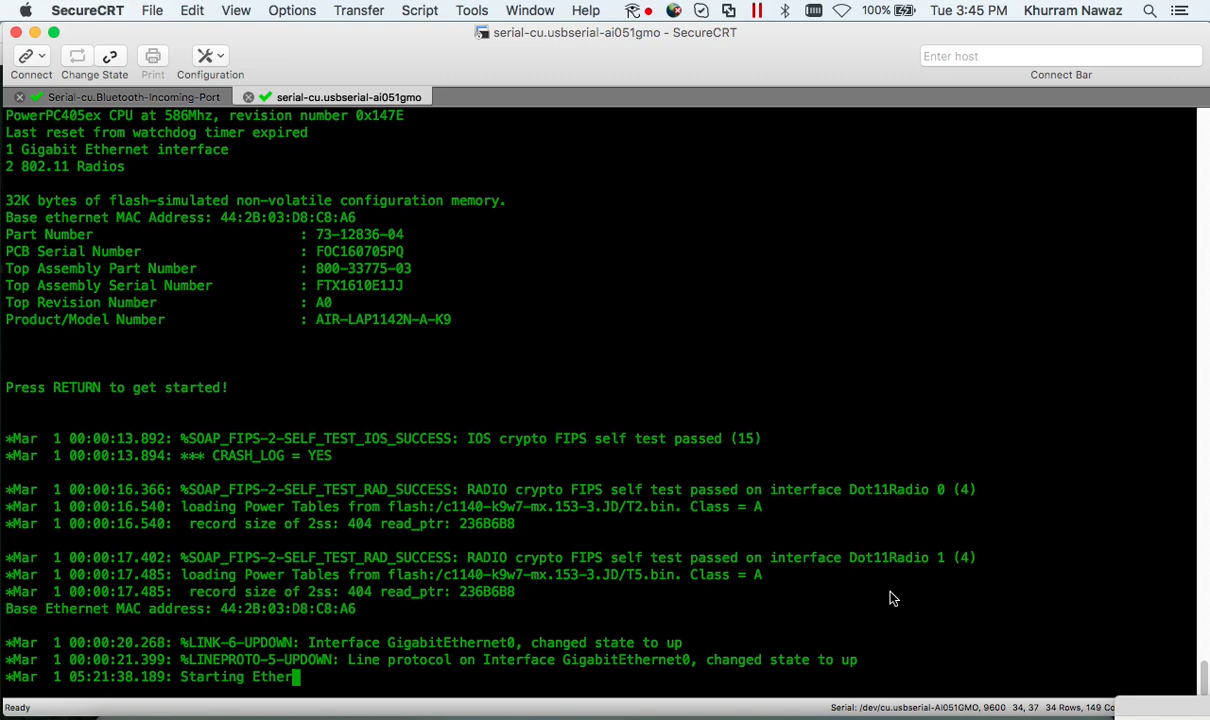 SecureCRT File Edit View Options Transfer Script Tools Window Help 100% Tue 3:45 PM Khurram Nawaz
serial-cu.usbserial-ai051gmo - SecureCRT
Enter host
Connect Change State Print Configuration Connect Bar
Serial-cu.Bluetooth-Incoming-Port serial-cu.usbserial-ai051gmo
PowerPC405ex CPU at 586Mhz, revision number 0x147E
Last reset from watchdog timer expired
1 Gigabit Ethernet interface
2 802.11 Radios
32K bytes of flash-simulated non-volatile configuration memory.
Base ethernet MAC Address: 44:2B:03:D8:C8:A6
Part Number : 73-12836-04
PCB Serial Number : FOC160705PQ
Top Assembly Part Number : 800-33775-03
Top Assembly Serial Number : FTX1610E1JJ
Top Revision Number : A0
Product/Model Number : AIR-LAP1142N-A-K9
Press RETURN to get started!
*Mar 1 00:00:13.892: %SOAP_FIPS-2-SELF_TEST_IOS_SUCCESS: IOS crypto FIPS self test passed (15)
*Mar 1 00:00:13.894: *** CRASH_LOG = YES
*Mar 1 00:00:16.366: %SOAP_FIPS-2-SELF_TEST_RAD_SUCCESS: RADIO crypto FIPS self test passed on interface Dot11Radio 0 (4)
*Mar 1 00:00:16.540: loading Power Tables from flash:/c1140-k9w7-mx.153-3.JD/T2.bin. Class = A
*Mar 1 00:00:16.540: record size of 2ss: 404 read_ptr: 236B6B8
*Mar 1 00:00:17.402: %SOAP_FIPS-2-SELF_TEST_RAD_SUCCESS: RADIO crypto FIPS self test passed on interface Dot11Radio 1 (4)
*Mar 1 00:00:17.485: loading Power Tables from flash:/c1140-k9w7-mx.153-3.JD/T5.bin. Class = A
*Mar 1 00:00:17.485: record size of 2ss: 404 read_ptr: 236B6B8
Base Ethernet MAC address: 44:2B:03:D8:C8:A6
*Mar 1 00:00:20.268: %LINK-6-UPDOWN: Interface GigabitEthernet0, changed state to up
*Mar 1 00:00:21.399: %LINEPROTO-5-UPDOWN: Line protocol on Interface GigabitEthernet0, changed state to up
*Mar 1 05:21:38.189: Starting Ether
Ready Serial: /dev/cu.usbserial-AI051GMO, 9600 34, 37 34 Rows, 149 Co